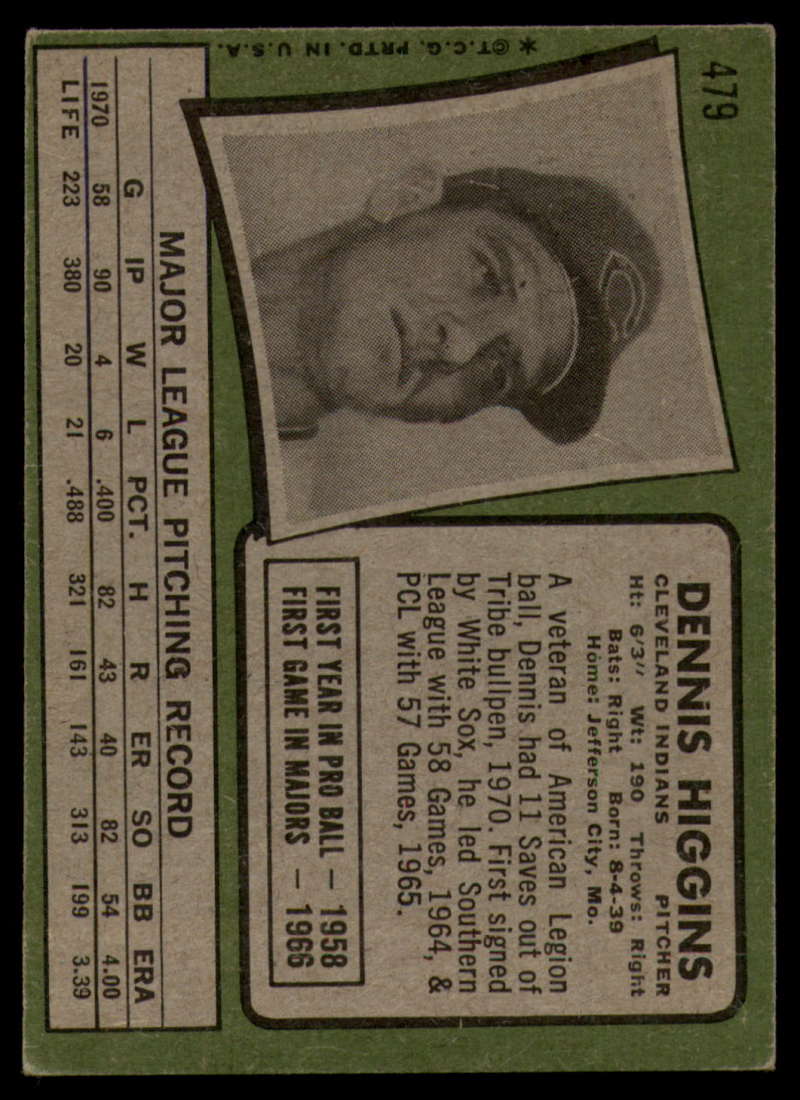 479
DENNIS HIGGINS
CLEVELAND INDIANS PITCHER
Ht: 6'3" Wt: 190 Throws: Right
Bats: Right Born: 8-4-39
Home: Jefferson City, Mo.
A veteran of American Legion
ball, Dennis had 11 Saves out of
Tribe bullpen, 1970. First signed
by White Sox, he led Southern
League with 58 Games, 1964, &
PCL with 57 Games, 1965.
FIRST YEAR IN PRO BALL — 1958
FIRST GAME IN MAJORS — 1966
C
MAJOR LEAGUE PITCHING RECORD
G IP W L PCT. H R ER SO BB ERA
1970 58 90 4 6 .400 82 43 40 82 54 4.00
LIFE 223 380 20 21 .488 321 161 143 313 199 3.39
*©T.C.G. PRTD. IN U.S.A.